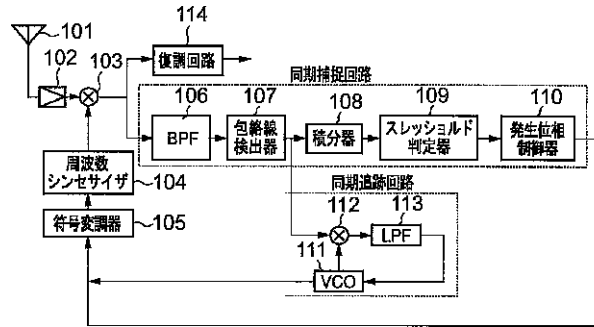 101
114
102
103
復調回路
同期捕捉回路
106
107
108
109
110
BPF
包絡線
検出器
積分器
スレッショルド
判定器
発生位相
制御器
周波数
シンセサイザ
104
符号変調器
105
同期追跡回路
112
113
LPF
111
VCO